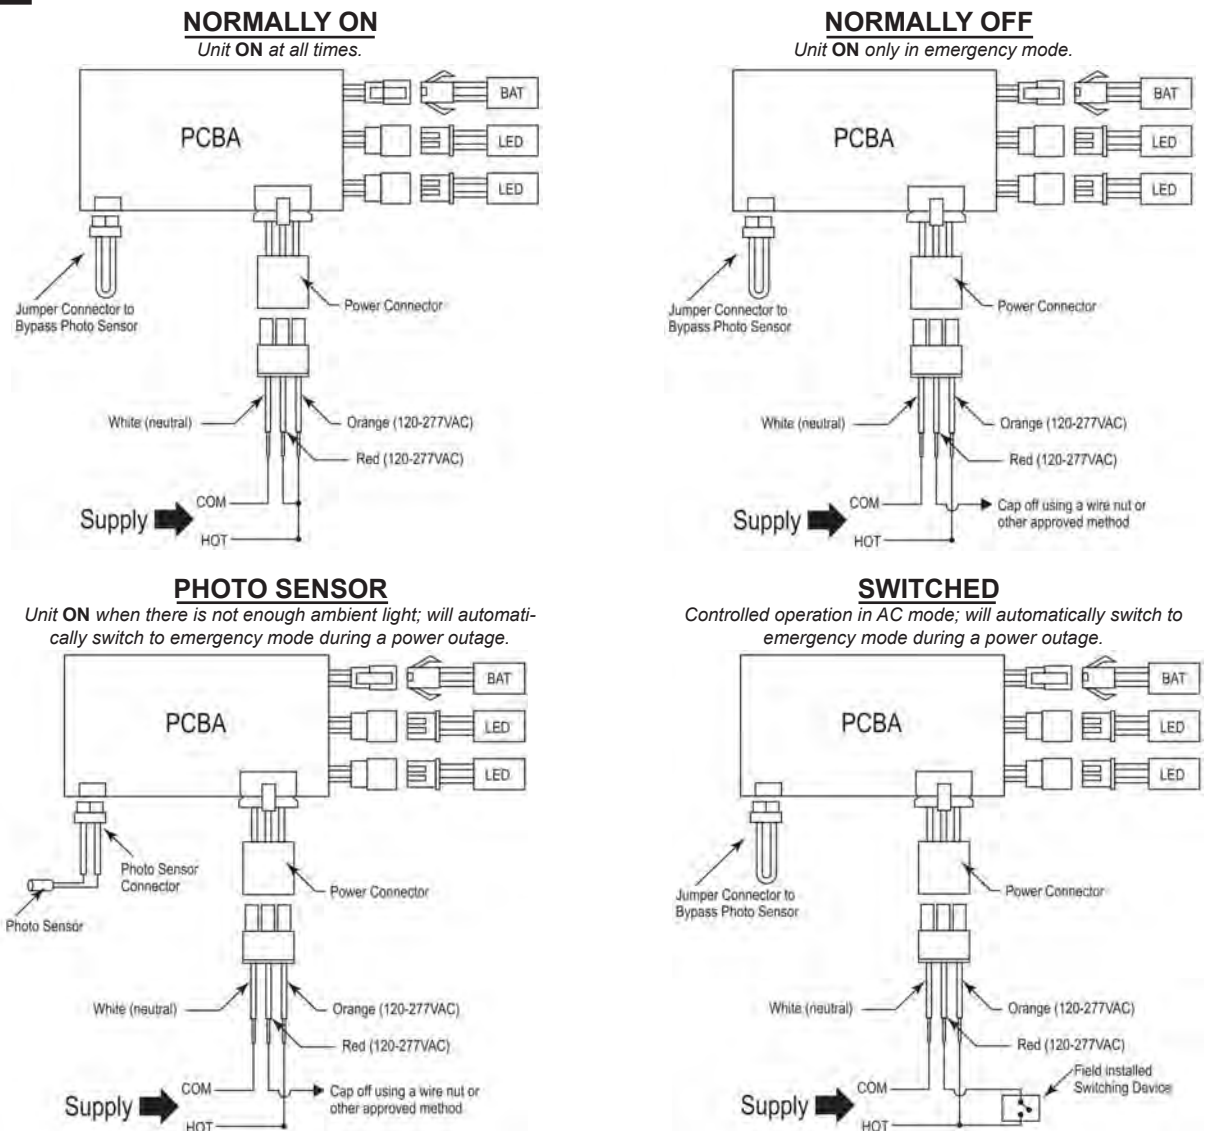 NORMALLY ON
Unit ON at all times.
PCBA
BAT
LED
LED
Jumper Connector to
Bypass Photo Sensor
Power Connector
White (neutral)
Orange (120-277VAC)
Red (120-277VAC)
Supply
COM
HOT
NORMALLY OFF
Unit ON only in emergency mode.
PCBA
BAT
LED
LED
Jumper Connector to
Bypass Photo Sensor
Power Connector
White (neutral)
Orange (120-277VAC)
Red (120-277VAC)
Supply
COM
HOT
Cap off using a wire nut or
other approved method
PHOTO SENSOR
Unit ON when there is not enough ambient light; will automati-
cally switch to emergency mode during a power outage.
PCBA
BAT
LED
LED
Photo Sensor
Connector
Photo Sensor
Power Connector
White (neutral)
Orange (120-277VAC)
Red (120-277VAC)
Supply
COM
HOT
Cap off using a wire nut or
other approved method
SWITCHED
Controlled operation in AC mode; will automatically switch to
emergency mode during a power outage.
PCBA
BAT
LED
LED
Jumper Connector to
Bypass Photo Sensor
Power Connector
White (neutral)
Orange (120-277VAC)
Red (120-277VAC)
Field installed
Switching Device
Supply
COM
HOT